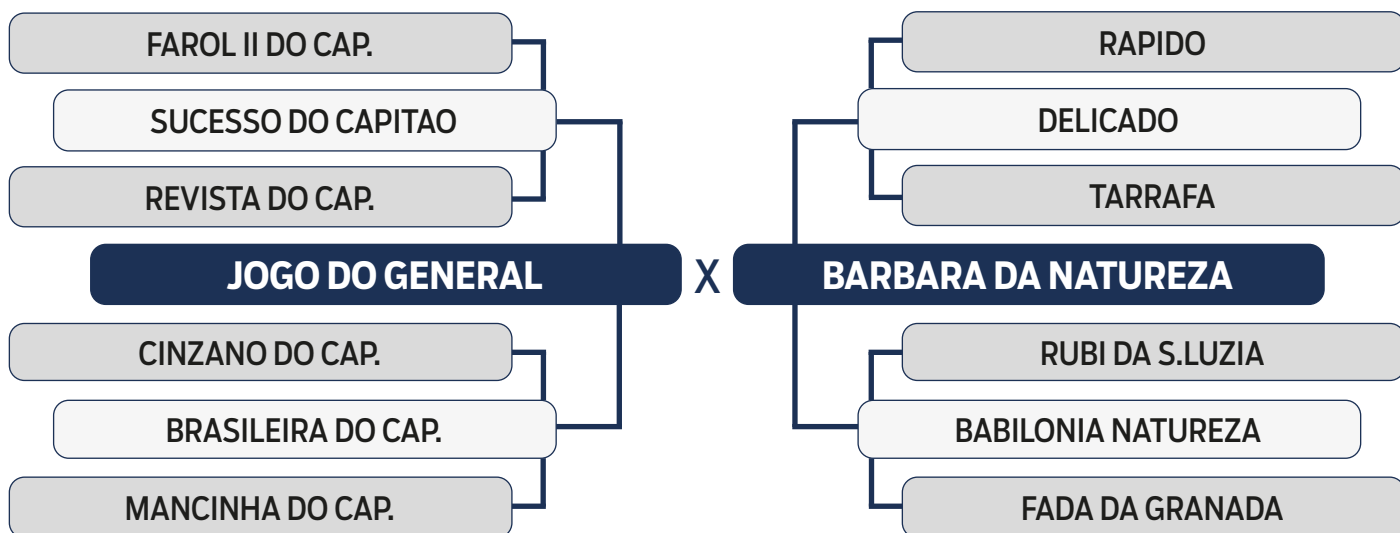 FAROL II DO CAP.
SUCESSO DO CAPITAO
REVISTA DO CAP.
JOGO DO GENERAL
CINZANO DO CAP.
BRASILEIRA DO CAP.
MANCINHA DO CAP.
X
RAPIDO
DELICADO
TARRAFA
BARBARA DA NATUREZA
RUBI DA S.LUZIA
BABILONIA NATUREZA
FADA DA GRANADA